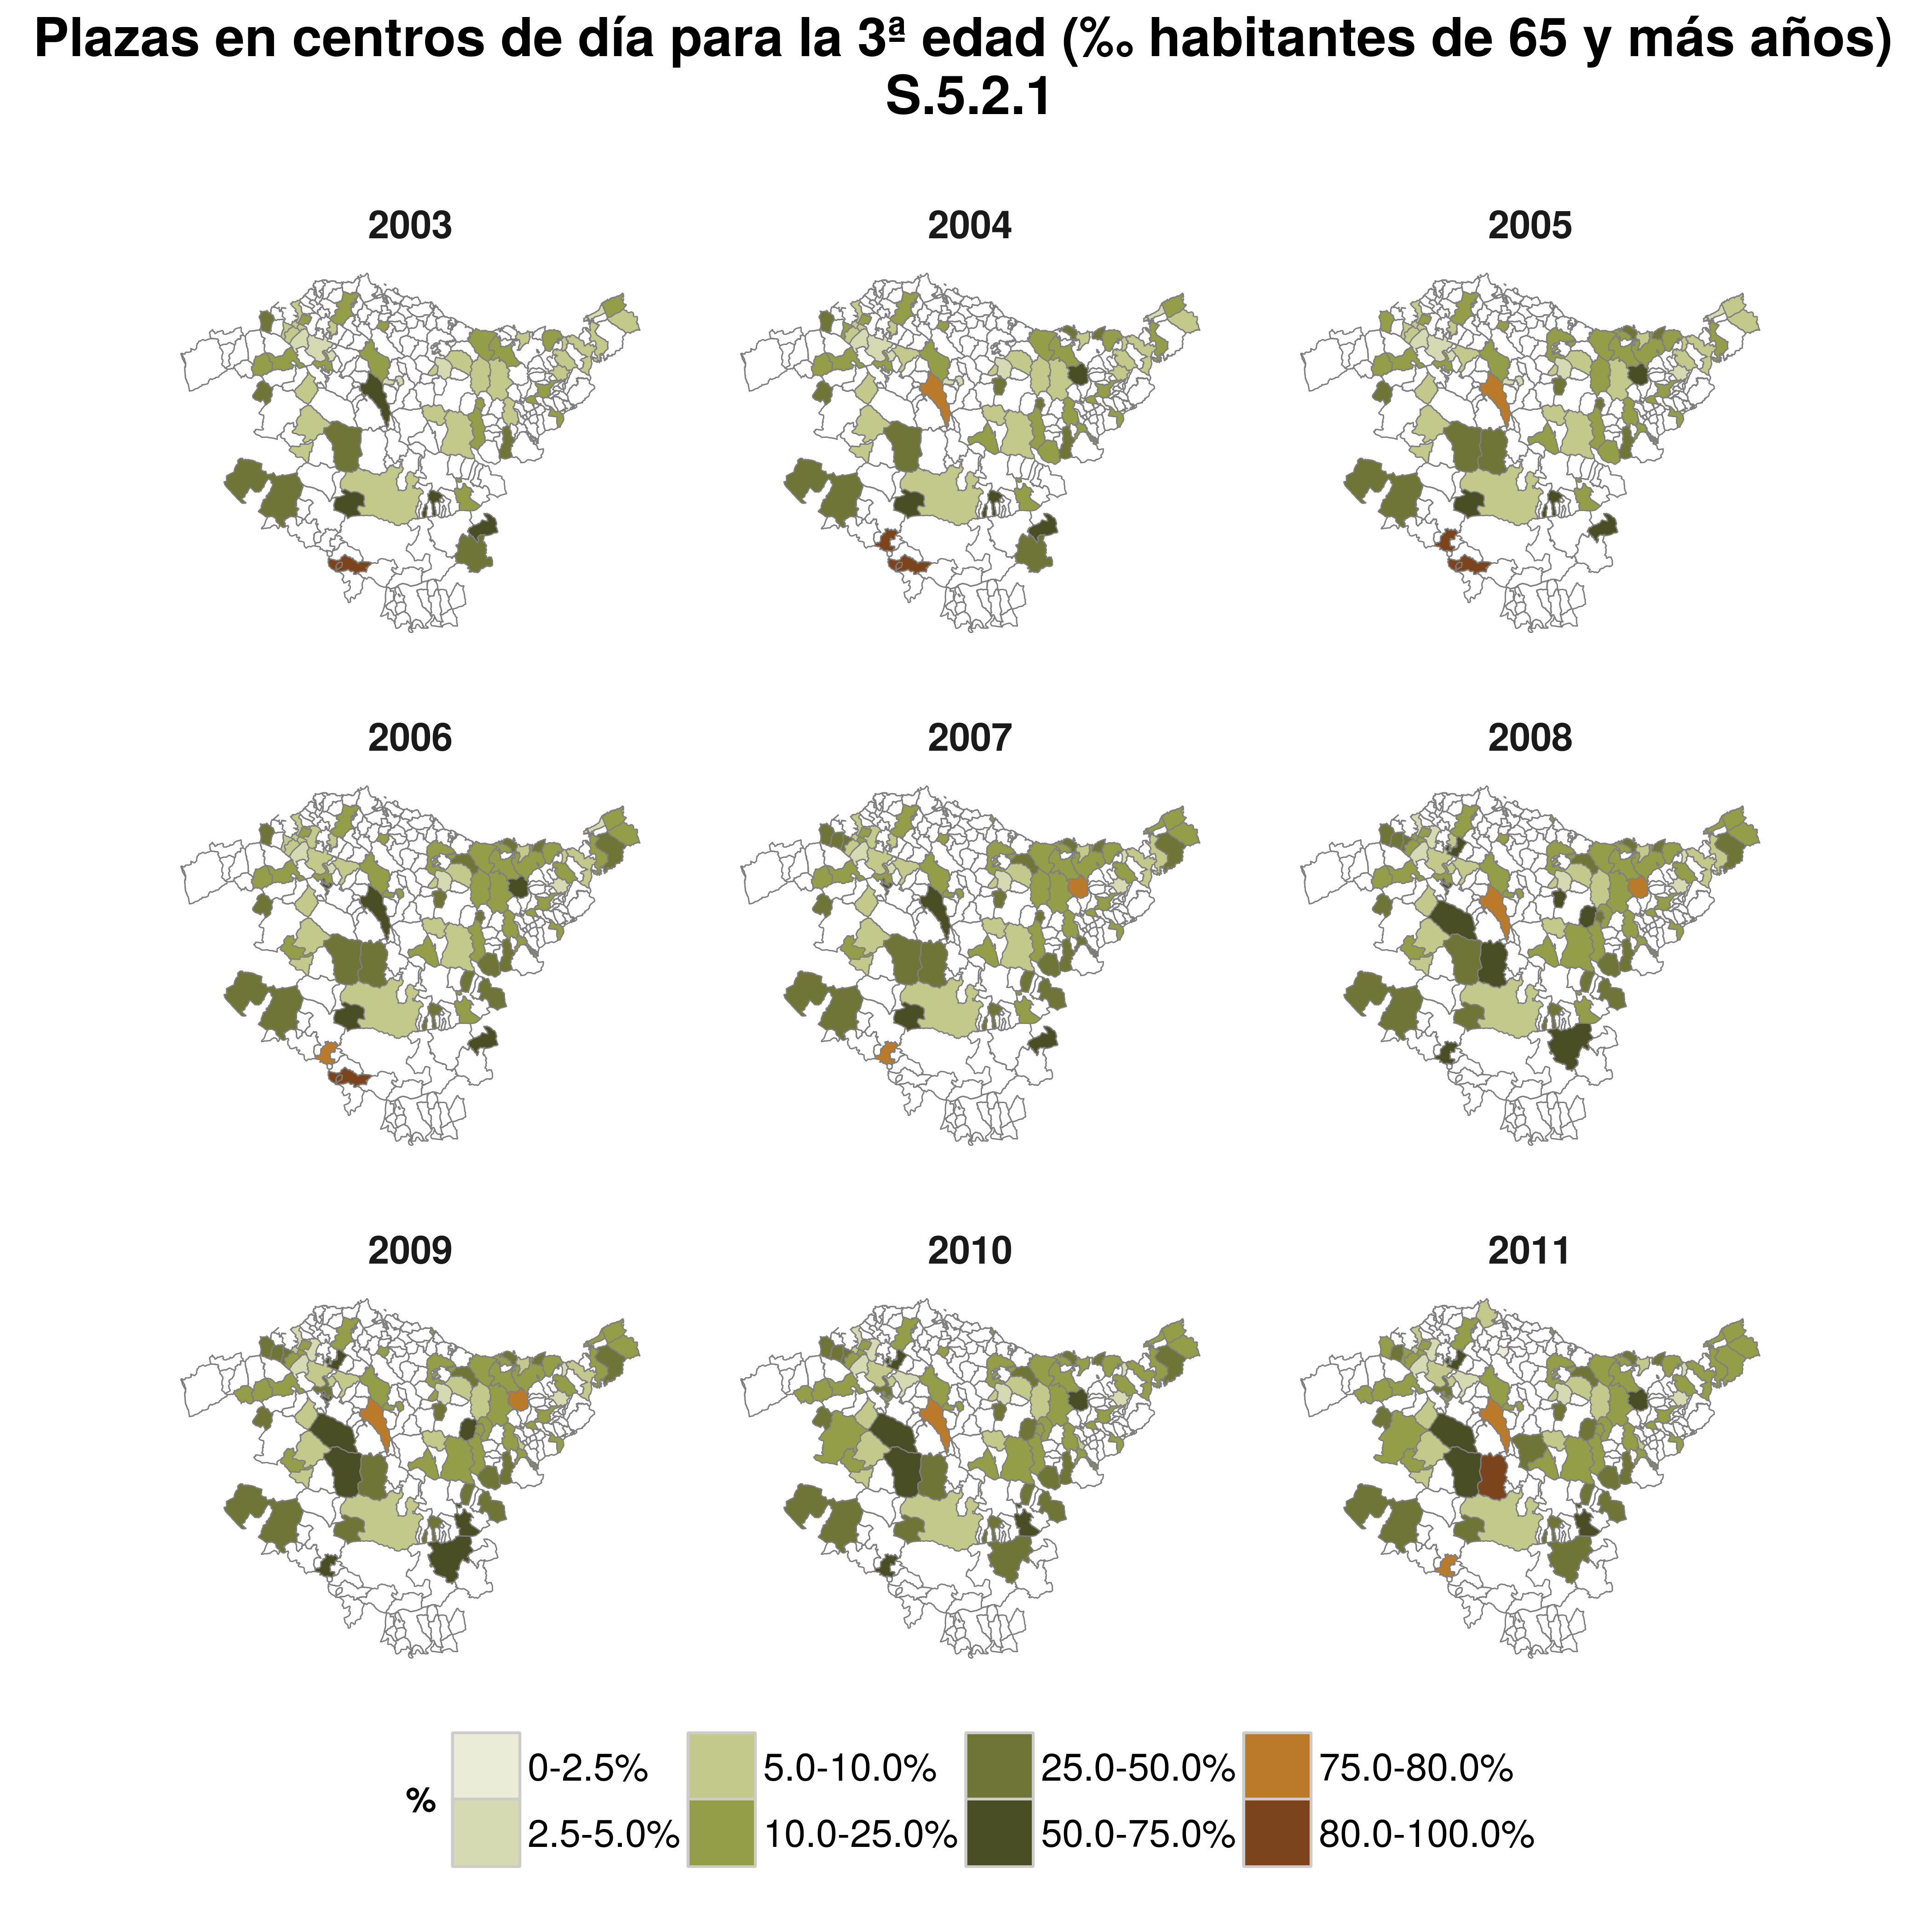 Plazas en centros de día para la 3ª edad (‰ habitantes de 65 y más años)
S.5.2.1
2003 2004 2005
2006 2007 2008
2009 2010 2011
% 0-2.5% 5.0-10.0% 25.0-50.0% 75.0-80.0%
2.5-5.0% 10.0-25.0% 50.0-75.0% 80.0-100.0%